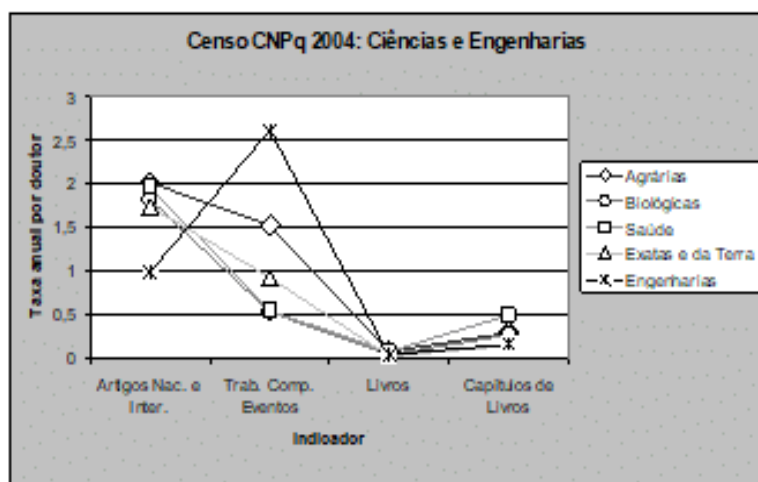 Censo CNPq 2004: Ciências e Engenharias
Taxa anual por doutor
3
2,5
2
1,5
1
0,5
0
Artigos Nac. e
Inter.
Trab. Comp.
Eventos
Livros
Capítulos de
Livros
Indicador
Agrárias
Biológicas
Saúde
Exatas e da Terra
Engenharias